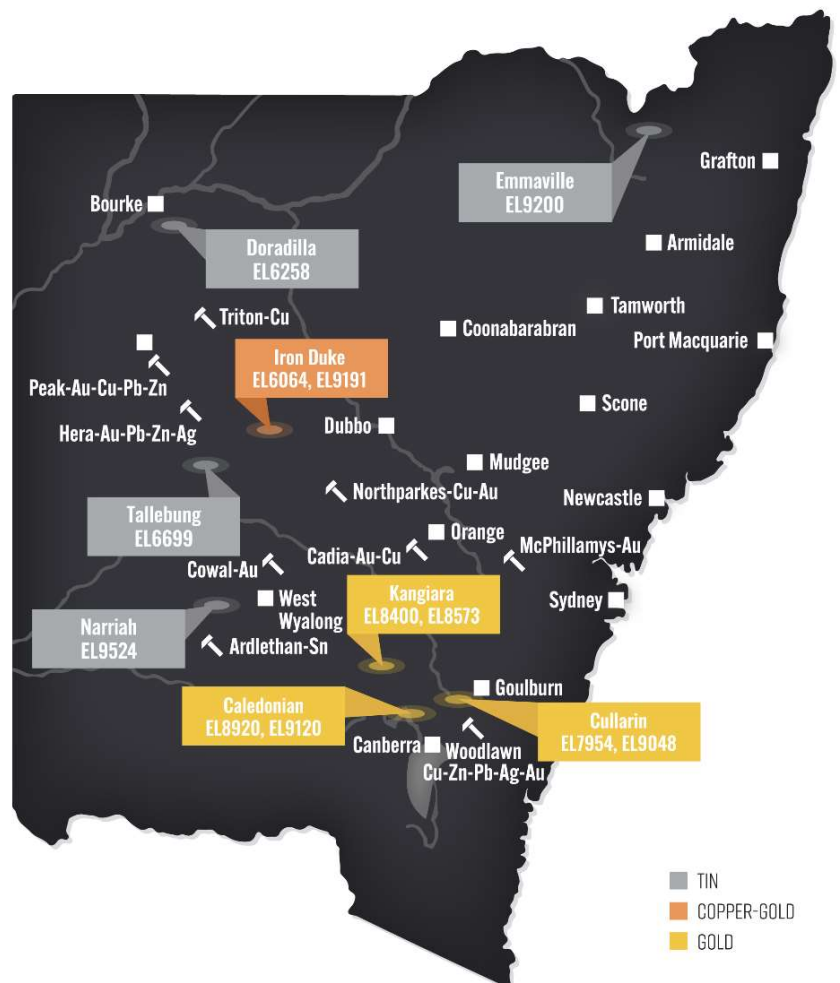 Emmaville
EL9200
Grafton
Bourke
Doradilla
EL6258
Armidale
Triton-Cu
Tamworth
Coonabarabran
Port Macquarie
Iron Duke
EL6064, EL9191
Peak-Au-Cu-Pb-Zn
Scone
Hera-Au-Pb-Zn-Ag
Dubbo
Mudgee
Northparkes-Cu-Au
Newcastle
Tallebung
EL6699
Orange
McPhillamys-Au
Cadia-Au-Cu
Cowal-Au
Kangiara
EL8400, EL8573
West
Wyalong
Sydney
Narriah
EL9524
Ardlethan-Sn
Goulburn
Caledonian
EL8920, EL9120
Cullarin
EL7954, EL9048
Canberra
Woodlawn
Cu-Zn-Pb-Ag-Au
TIN
COPPER-GOLD
GOLD